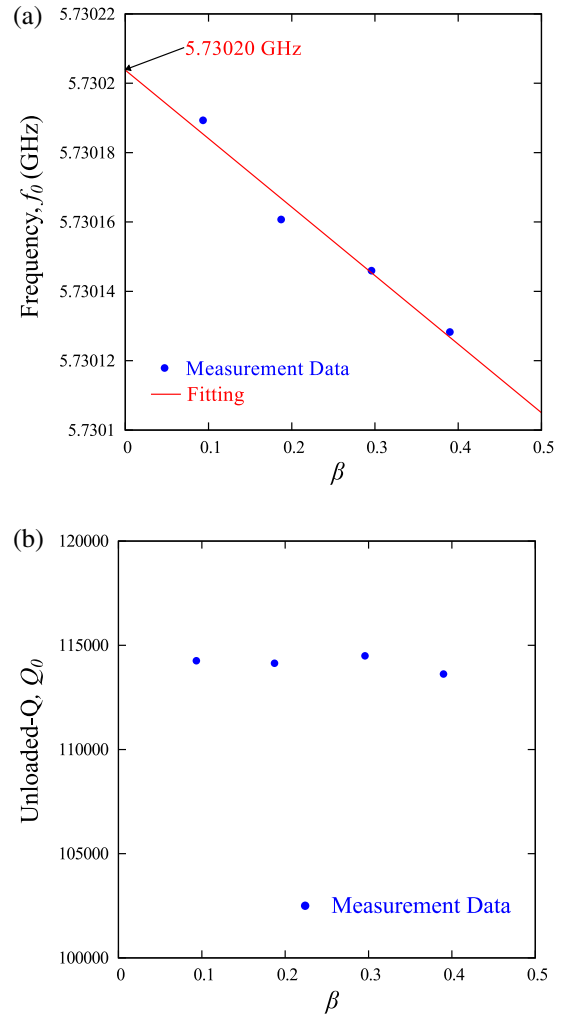 (a)
5.73022
5.7302
5.73018
5.73016
5.73014
5.73012
5.7301
Frequency, f0 (GHz)
5.73020 GHz
Measurement Data
Fitting
0 0.1 0.2 0.3 0.4 0.5
β
(b)
120000
115000
110000
105000
100000
Unloaded-Q, Q0
Measurement Data
0 0.1 0.2 0.3 0.4 0.5
β